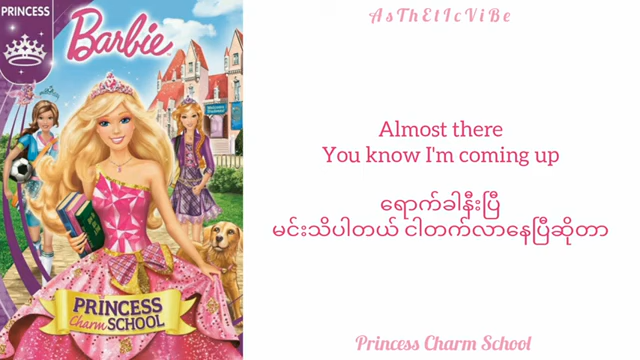 PRINCESS
Barbie
PRINCESS
Charm SCHOOL
A s T h E t I c V i B e
Almost there
You know I'm coming up
ရောက်ခါနီးပြီ
မင်းသိပါတယ် ငါတက်လာနေပြီဆိုတာ
Princess Charm School